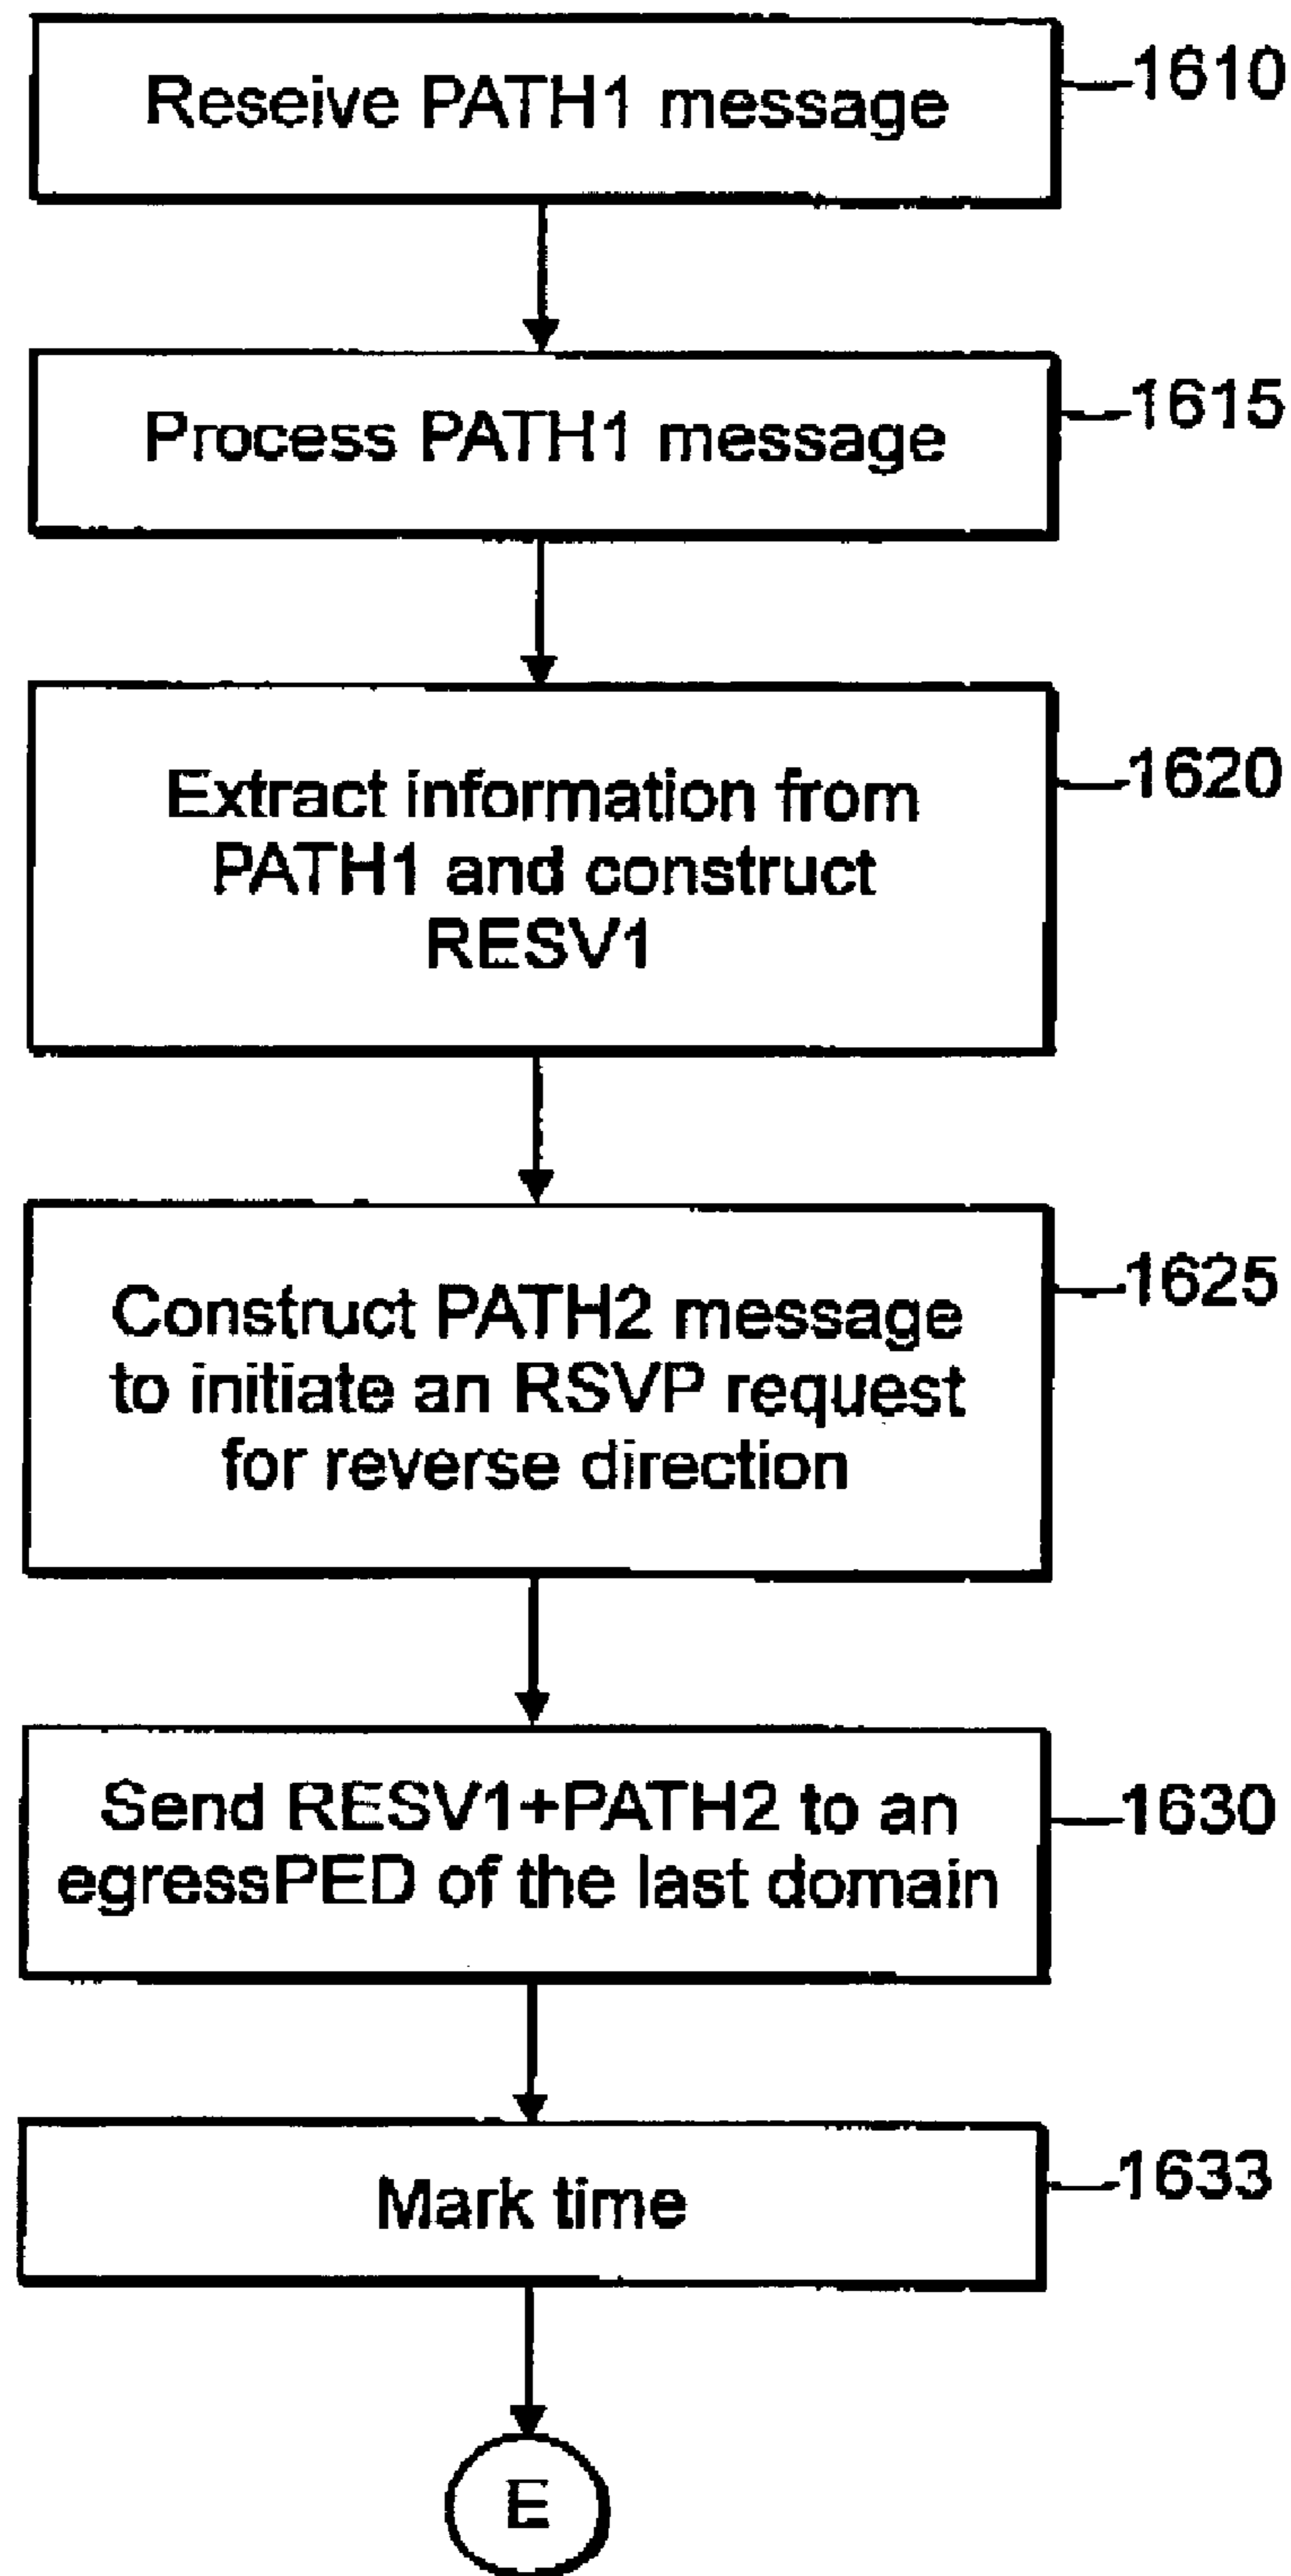 Reseive PATH1 message
1610
Process PATH1 message
1615
Extract information from
PATH1 and construct
RESV1
1620
Construct PATH2 message
to initiate an RSVP request
for reverse direction
1625
Send RESV1+PATH2 to an
egressPED of the last domain
1630
Mark time
1633
E